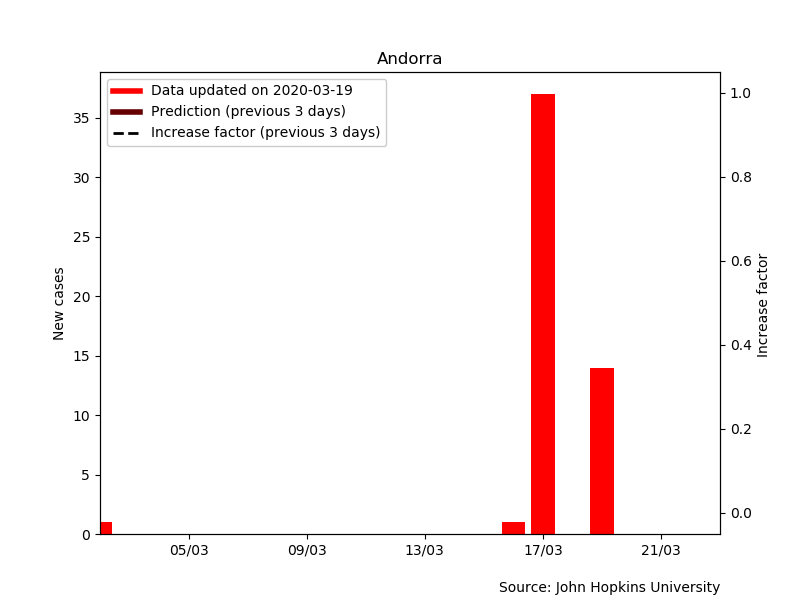 Andorra
Data updated on 2020-03-19
Prediction (previous 3 days)
Increase factor (previous 3 days)
New cases
35
30
25
20
15
10
5
0
1.0
0.8
0.6
0.4
0.2
0.0
Increase factor
05/03 09/03 13/03 17/03 21/03
Source: John Hopkins University